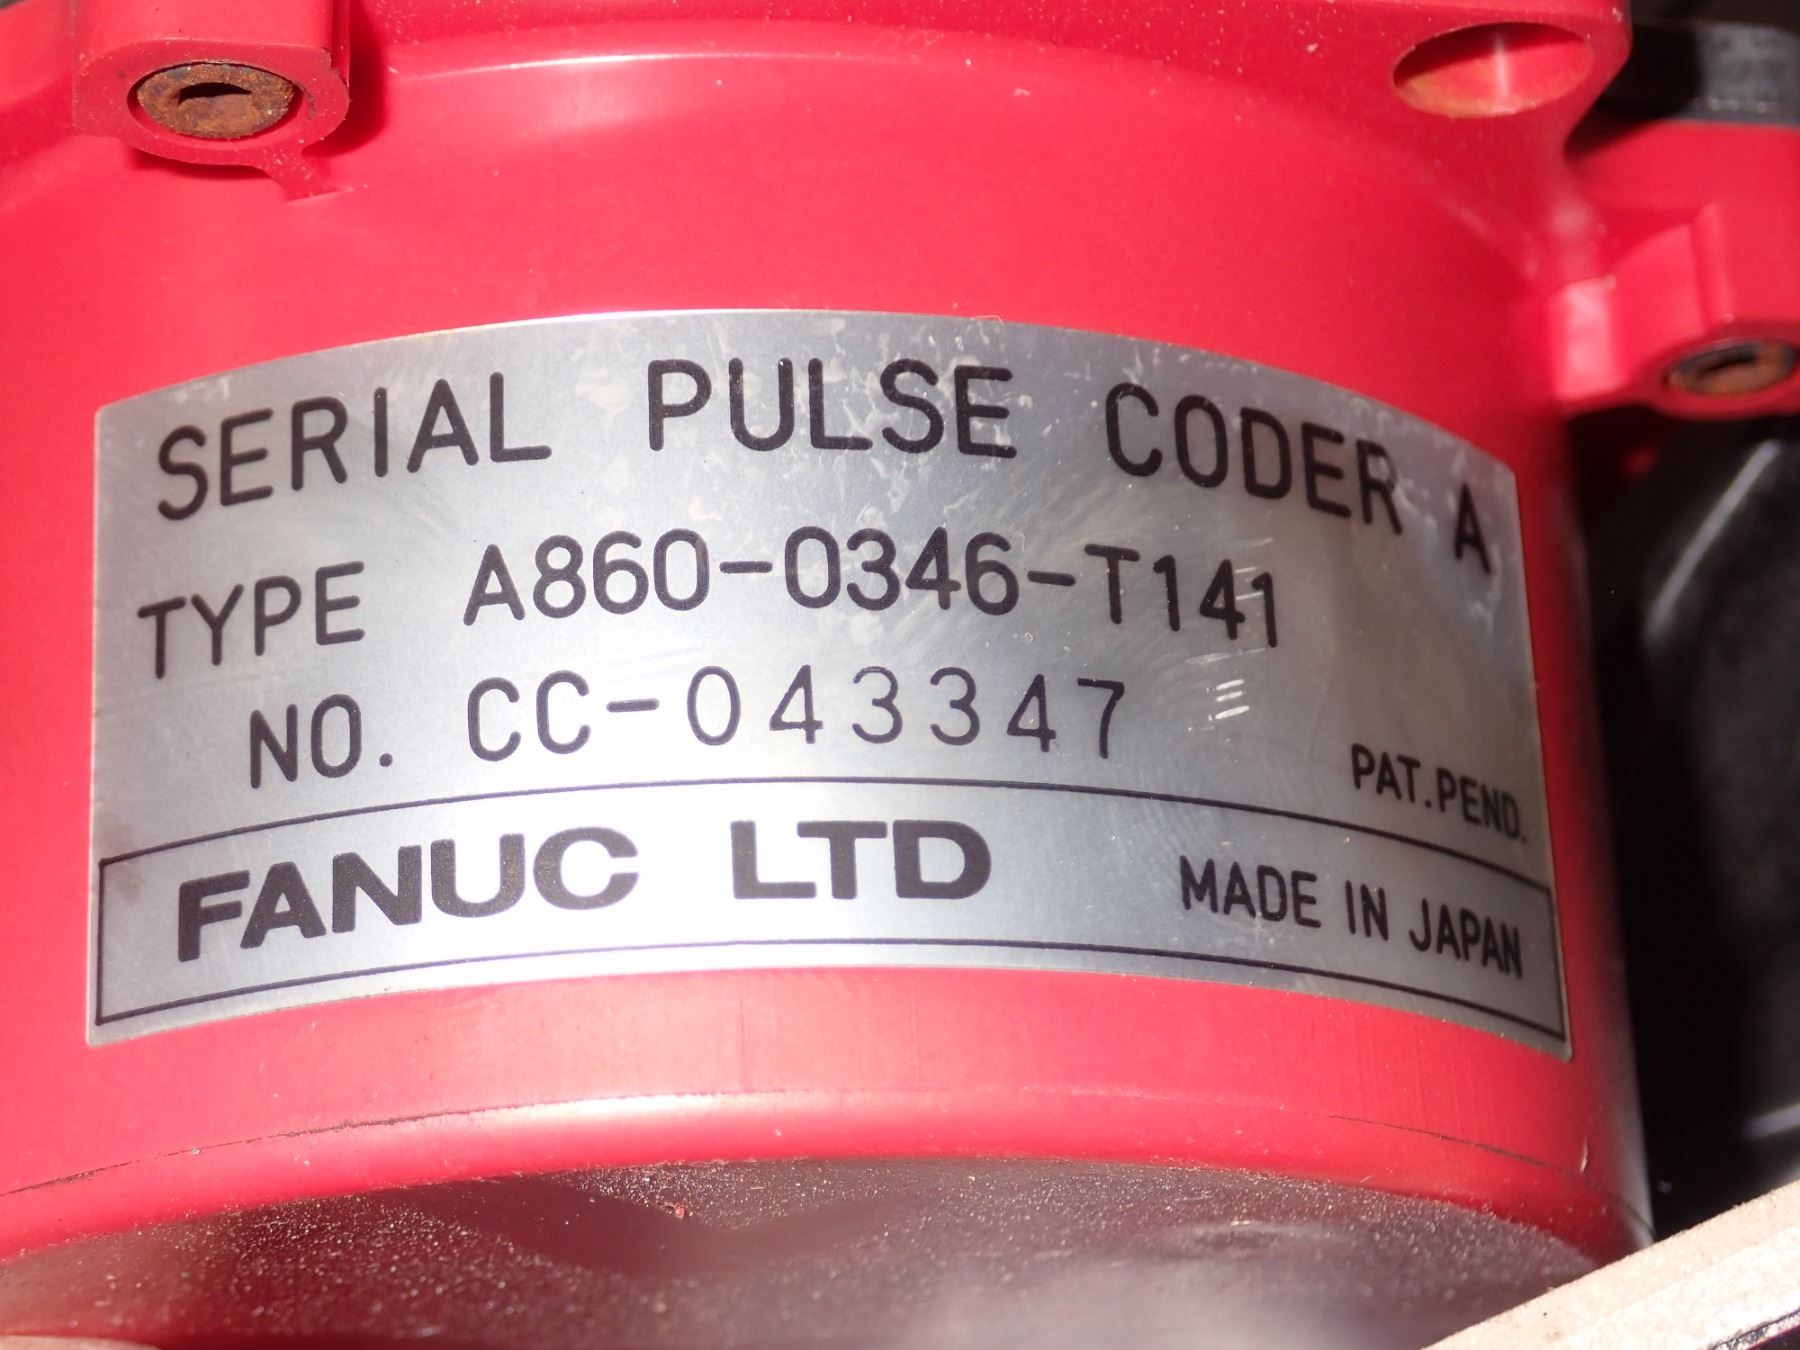 SERIAL PULSE CODER A
TYPE A860-0346-T141
NO. CC-043347
PAT.PEND.
FANUC LTD MADE IN JAPAN